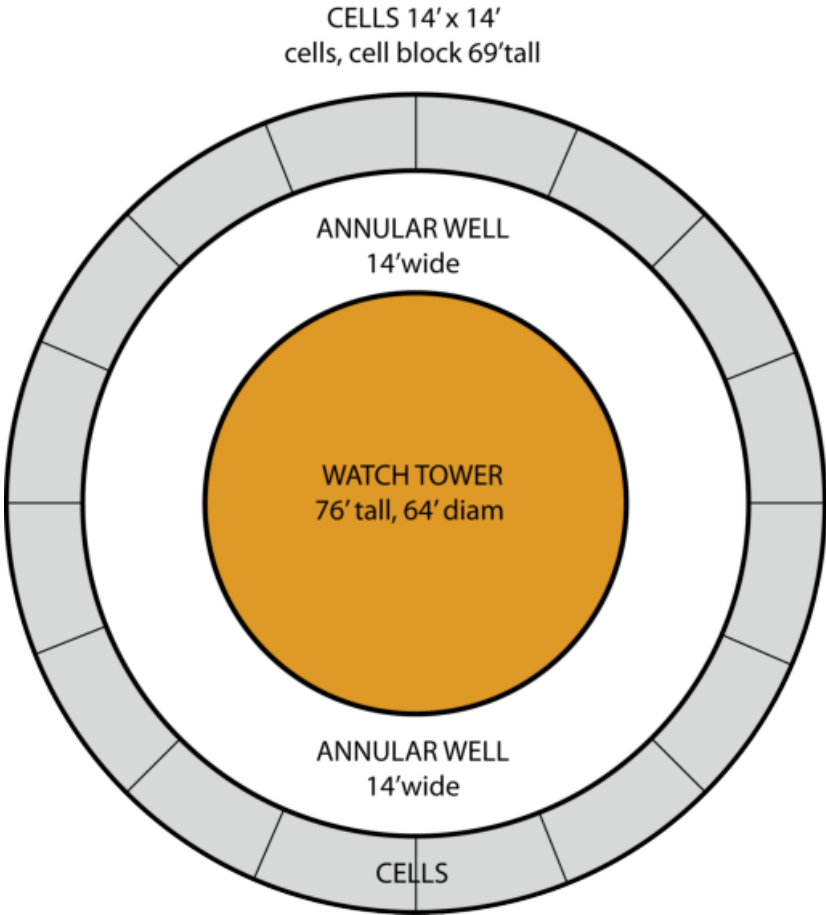 CELLS 14’ x 14’
cells, cell block 69’tall
ANNULAR WELL
14’wide
WATCH TOWER
76’ tall, 64’ diam
ANNULAR WELL
14’wide
CELLS